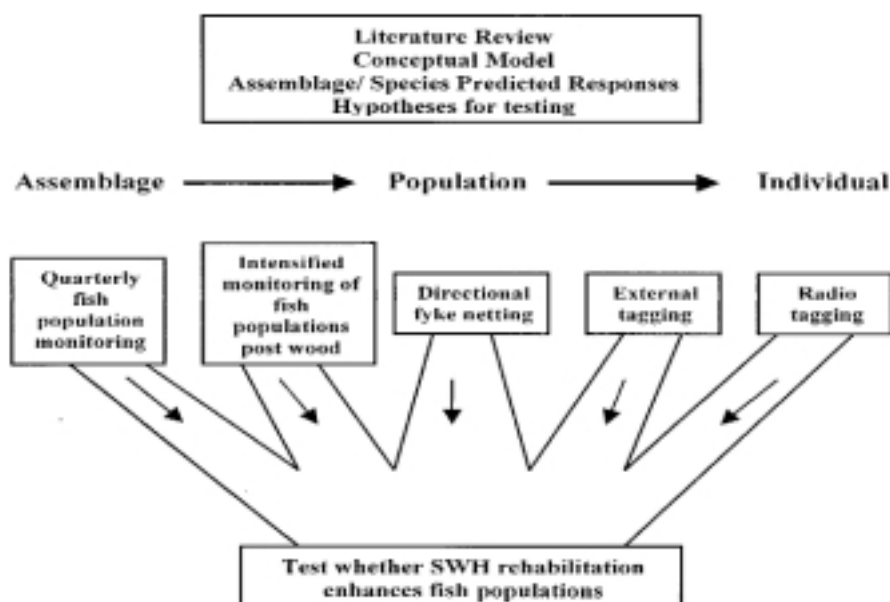 Literature Review
Conceptual Model
Assemblage/ Species Predicted Responses
Hypotheses for testing
Assemblage Population Individual
Quarterly
fish
population
monitoring
Intensified
monitoring of
fish
populations
post wood
Directional
fyke netting
External
tagging
Radio
tagging
Test whether SWH rehabilitation
enhances fish populations